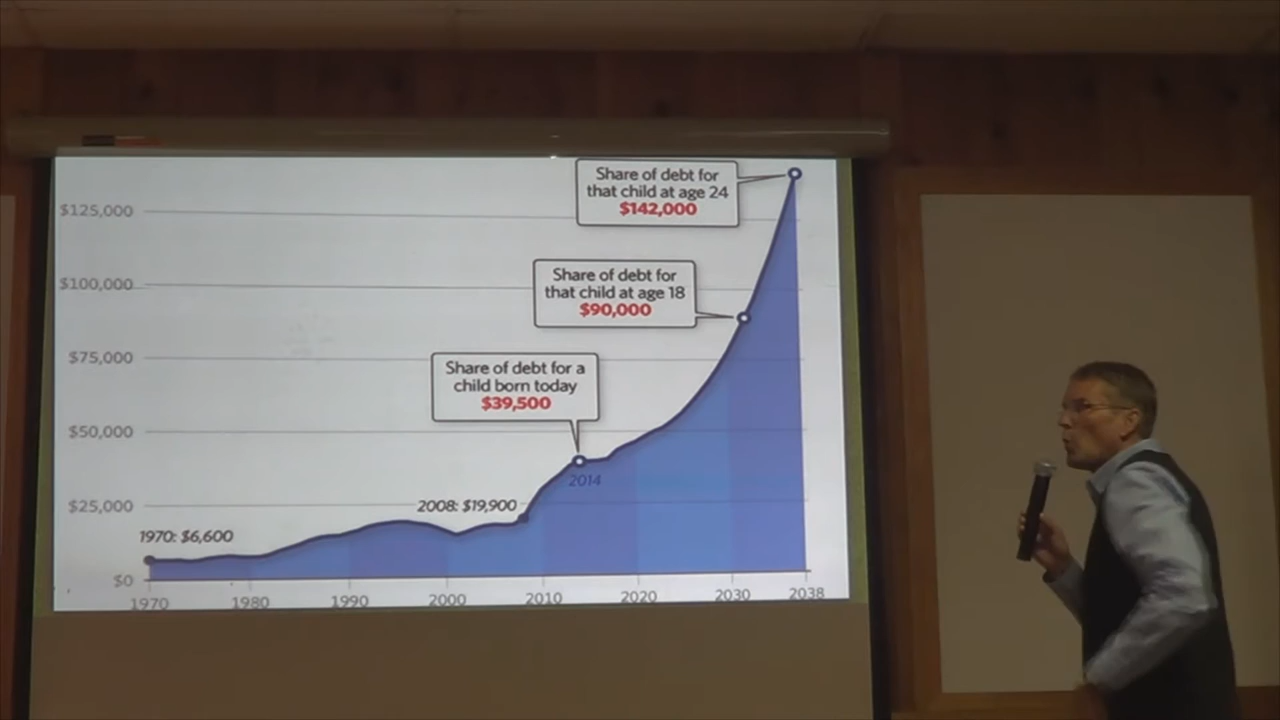 Share of debt for
that child at age 24
$142,000
$125,000
Share of debt for
that child at age 18
$90,000
$100,000
$75,000
Share of debt for a
child born today
$39,500
$50,000
2014
2008: $19,900
$25,000
1970: $6,600
$0
1970 1980 1990 2000 2010 2020 2030 2038